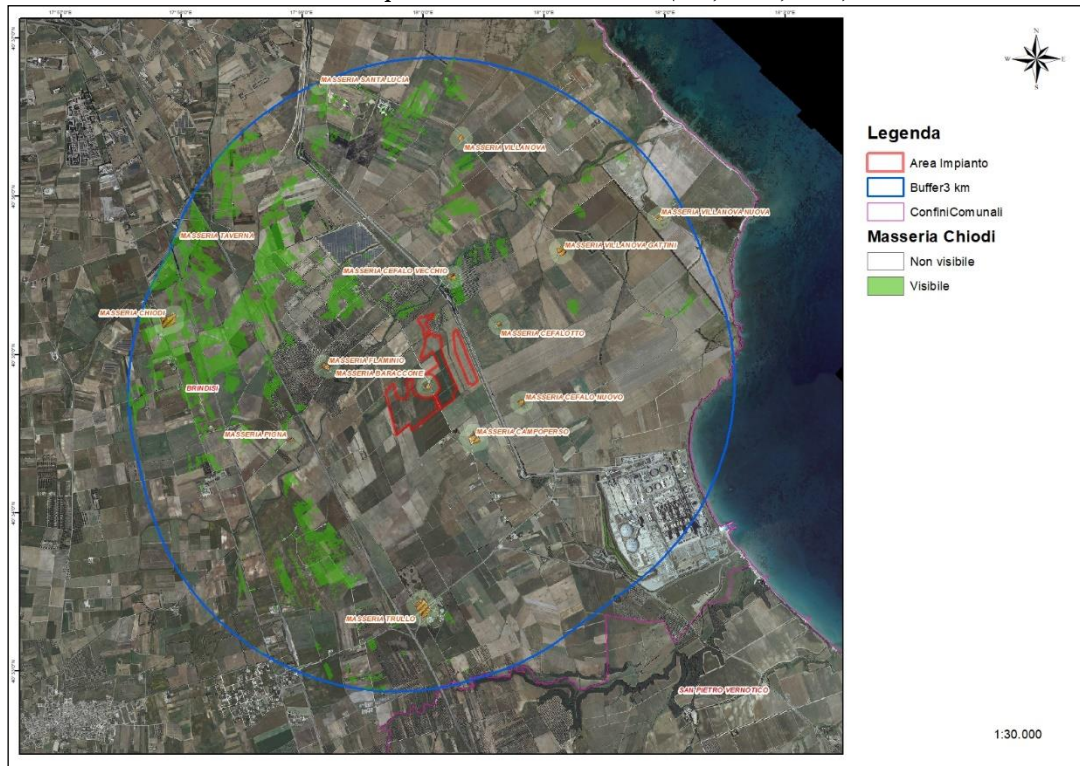 Legenda
Area Impianto
Buffer3 km
ConfiniComunali
Masseria Chiodi
Non visibile
Visibile
MASSERIA SANTA LUCIA
MASSERIA VILLANOVA
MASSERIA VILLANOVA NUOVA
MASSERIA TAVERNA
MASSERIA VILLANOVA GATTINI
MASSERIA CEFALO VECCHIO
MASSERIA CHIODI
MASSERIA CEFALOTTO
MASSERIA FLAMINIO
MASSERIA BARACCONE
BRINDISI
MASSERIA CEFALO NUOVO
MASSERIA PIGNA
MASSERIA CAMPOPERSO
MASSERIA TRULLO
SAN PIETRO VERNOTICO
1:30.000
N
W
E
S